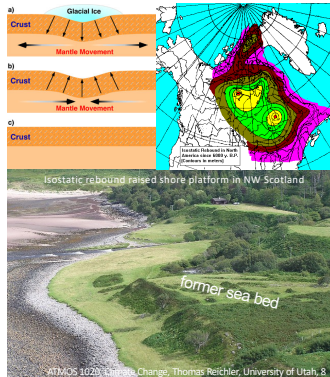 a)
Glacial Ice
Crust
Mantle Movement
b)
Crust
Mantle Movement
c)
Crust
Isostatic Rebound in North
America since 6000 y. B.P.
(Contours in meters)
Isostatic rebound raised shore platform in NW Scotland
former sea bed
ATMOS 1020, Climate Change, Thomas Reichler, University of Utah, 8